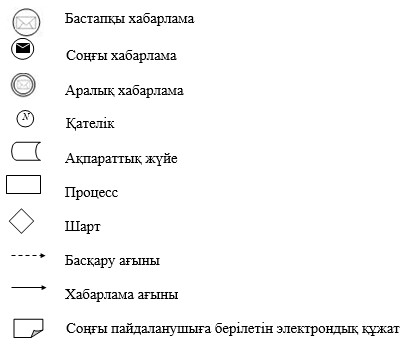 Бастапқы хабарлама
Соңғы хабарлама
Аралық хабарлама
N Қателік
Ақпараттық жүйе
Процесс
Шарт
Басқару ағыны
Хабарлама ағыны
Соңғы пайдаланушыға берілетін электрондық құжат